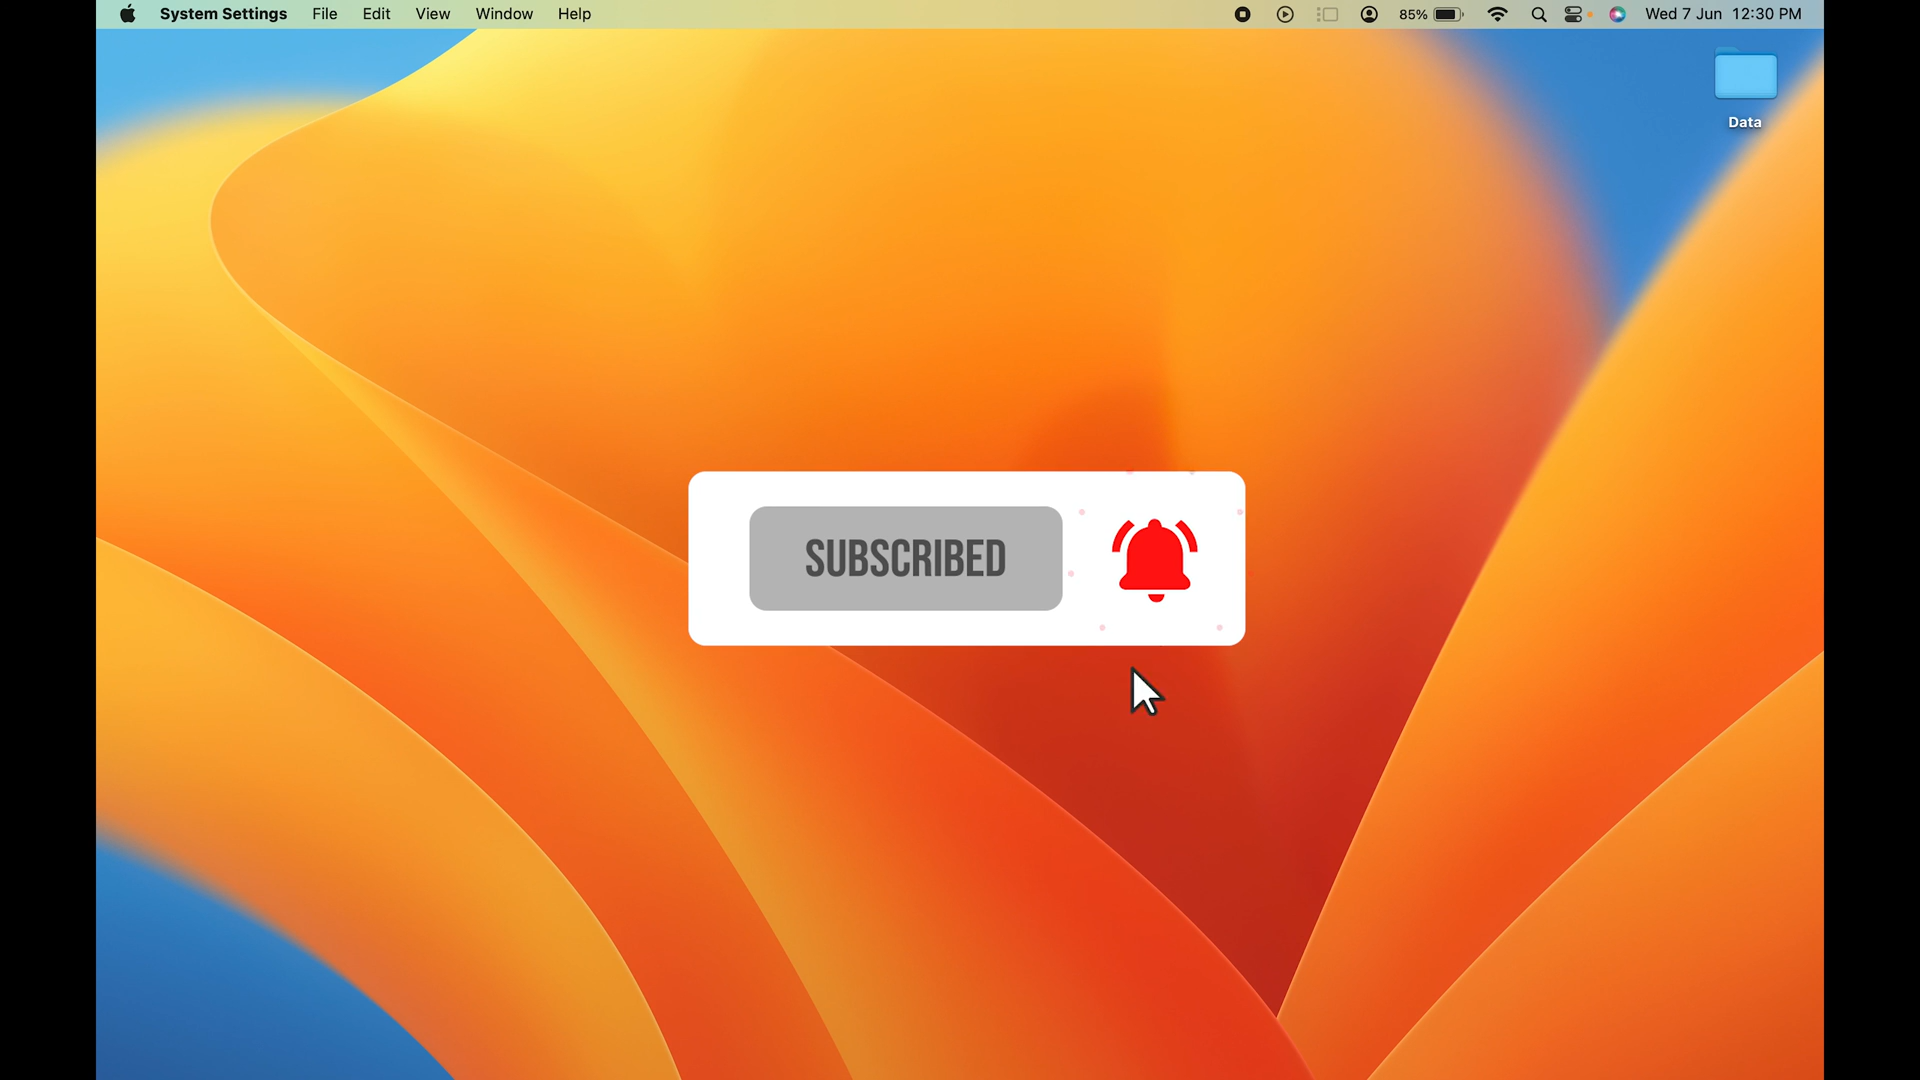 System Settings File Edit View Window Help 85% Wed 7 Jun 12:30 PM
Data
SUBSCRIBED